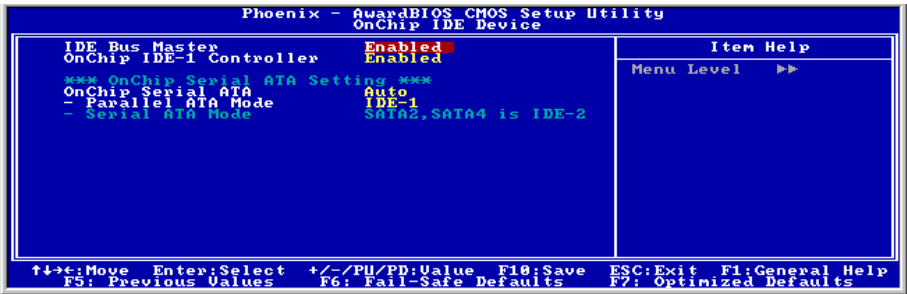 Phoenix - AwardBIOS CMOS Setup Utility
OnChip IDE Device
IDE Bus Master Enabled
OnChip IDE-1 Controller Enabled
*** OnChip Serial ATA Setting ***
OnChip Serial ATA Auto
- Parallel ATA Mode IDE-1
- Serial ATA Mode SATA2,SATA4 is IDE-2
Item Help
Menu Level ►►
↑↓→←:Move Enter:Select +/-/PU/PD:Value F10:Save ESC:Exit F1:General Help
F5: Previous Values F6: Fail-Safe Defaults F7: Optimized Defaults